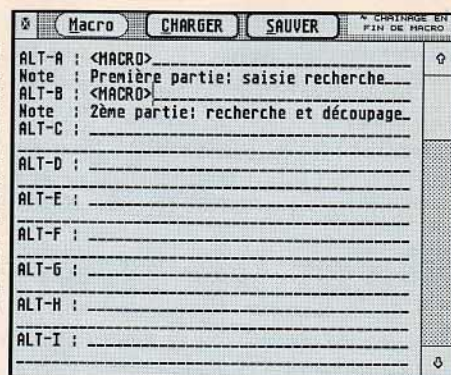 Macro CHARGER SAUVER ~ CHAINAGE EN
FIN DE MACRO
ALT-A : <MACRO>
Note : Première partie: saisie recherche
ALT-B : <MACRO>
Note : 2ème partie: recherche et découpage
ALT-C :
ALT-D :
ALT-E :
ALT-F :
ALT-G :
ALT-H :
ALT-I :